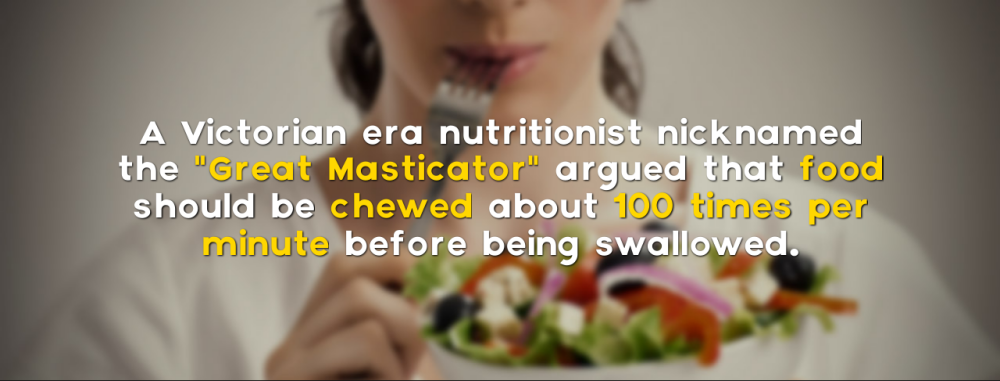 A Victorian era nutritionist nicknamed
the "Great Masticator" argued that food
should be chewed about 100 times per
minute before being swallowed.